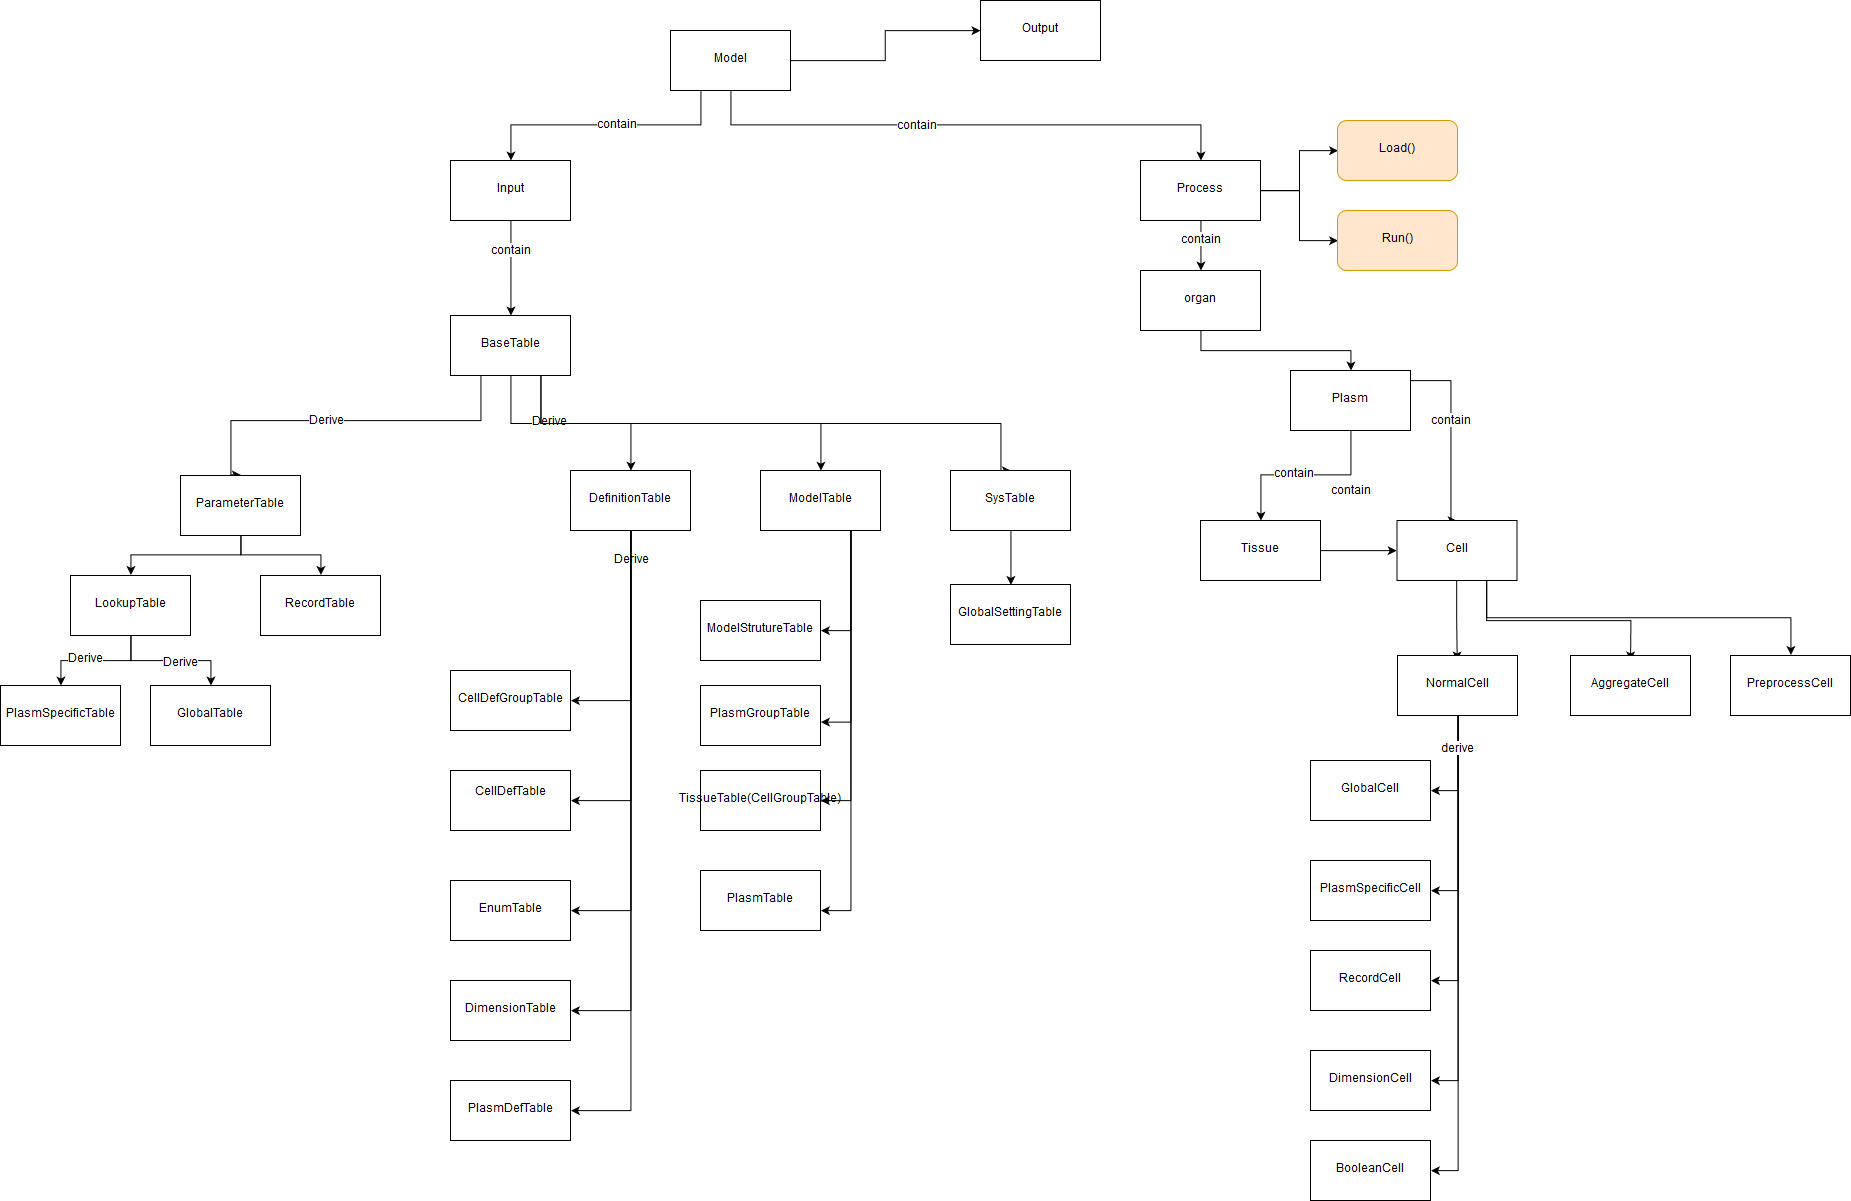 Output
Model
contain
contain
Load()
Input
Process
Run()
contain
contain
organ
BaseTable
Plasm
Derive
Derive
contain
contain
contain
ParameterTable
DefinitionTable
ModelTable
SysTable
Tissue
Cell
Derive
LookupTable
RecordTable
GlobalSettingTable
ModelStrutureTable
Derive
Derive
NormalCell
AggregateCell
PreprocessCell
CellDefGroupTable
PlasmSpecificTable
GlobalTable
PlasmGroupTable
derive
CellDefTable
TissueTable(CellGroupTable)
GlobalCell
EnumTable
PlasmTable
PlasmSpecificCell
DimensionTable
RecordCell
PlasmDefTable
DimensionCell
BooleanCell